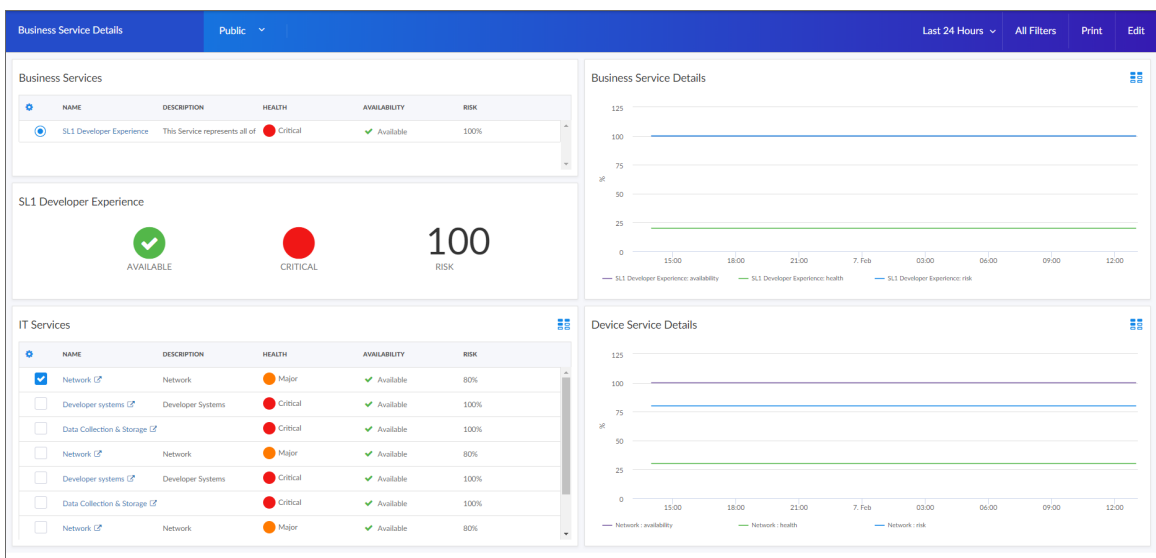 Business Service Details
Public
Last 24 Hours
All Filters
Print
Edit
Business Services
NAME DESCRIPTION HEALTH AVAILABILITY RISK
SL1 Developer Experience This Service represents all of Critical Available 100%
SL1 Developer Experience
100
AVAILABLE CRITICAL RISK
IT Services
NAME DESCRIPTION HEALTH AVAILABILITY RISK
Network Network Major Available 80%
Developer systems Developer Systems Critical Available 100%
Data Collection & Storage Critical Available 100%
Network Network Major Available 80%
Developer systems Developer Systems Critical Available 100%
Data Collection & Storage Critical Available 100%
Network Network Major Available 80%
Business Service Details
125
100
75
%
50
25
0
15:00 18:00 21:00 7. Feb 03:00 06:00 09:00 12:00
SL1 Developer Experience: availability SL1 Developer Experience: health SL1 Developer Experience: risk
Device Service Details
125
100
75
%
50
25
0
15:00 18:00 21:00 7. Feb 03:00 06:00 09:00 12:00
Network : availability Network : health Network : risk